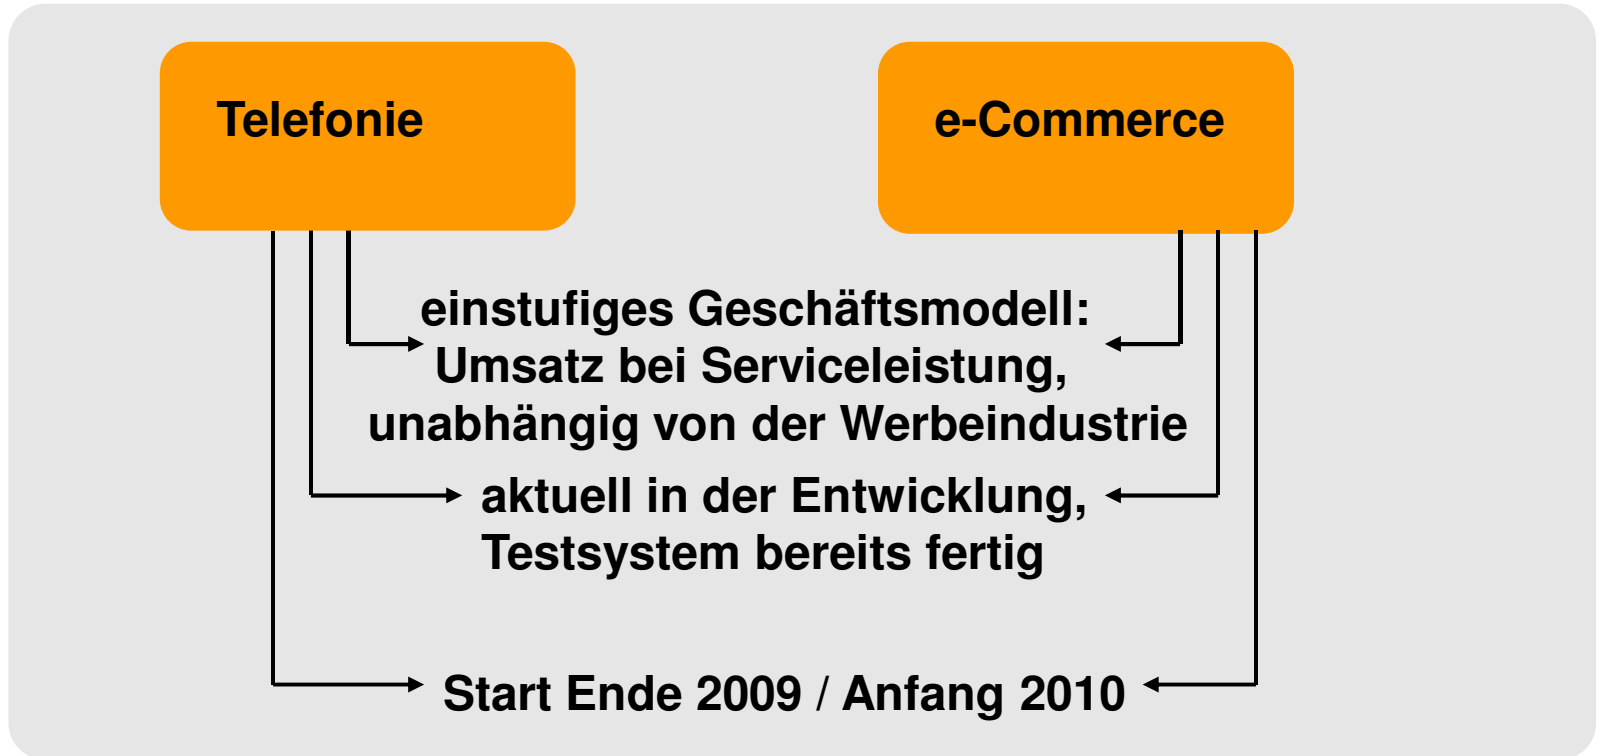 Telefonie
e-Commerce
einstufiges Geschäftsmodell:
Umsatz bei Serviceleistung,
unabhängig von der Werbeindustrie
aktuell in der Entwicklung,
Testsystem bereits fertig
Start Ende 2009 / Anfang 2010